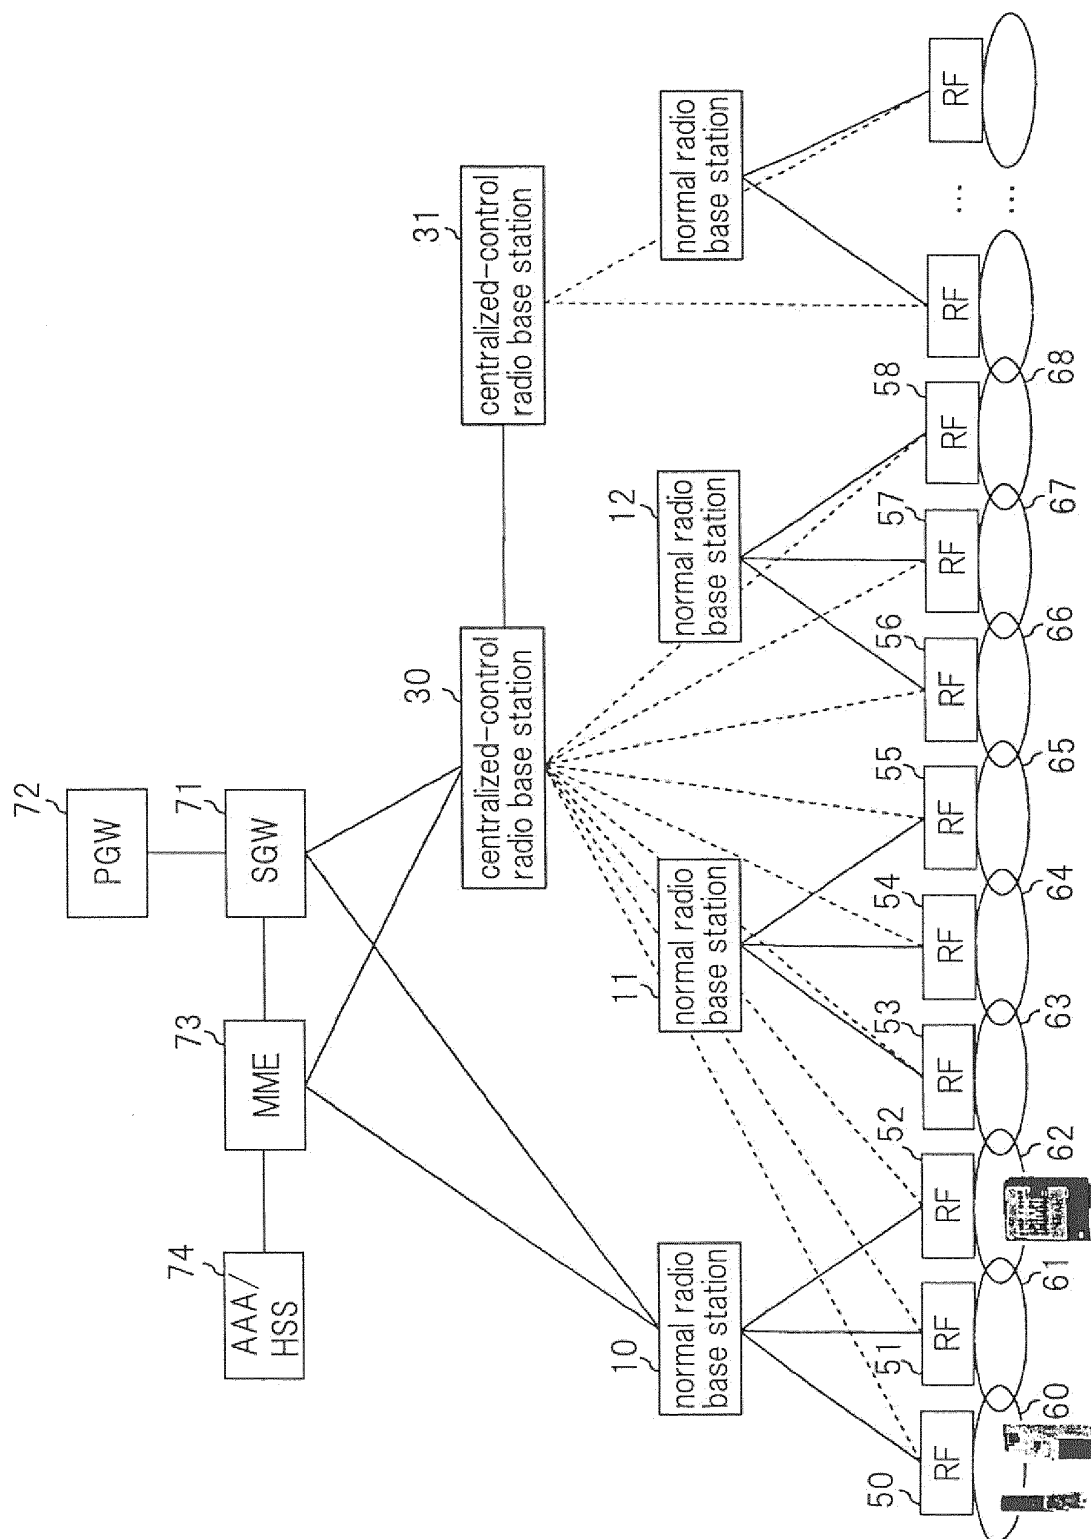 72
PGW
74
AAA/
HSS
73
MME
71
SGW
30
centralized-control
radio base station
31
centralized-control
radio base station
10
normal radio
base station
11
normal radio
base station
12
normal radio
base station
normal radio
base station
50
RF
51
RF
52
RF
53
RF
54
RF
55
RF
56
RF
57
RF
58
RF
RF
...
RF
...
60
61
62
63
64
65
66
67
68